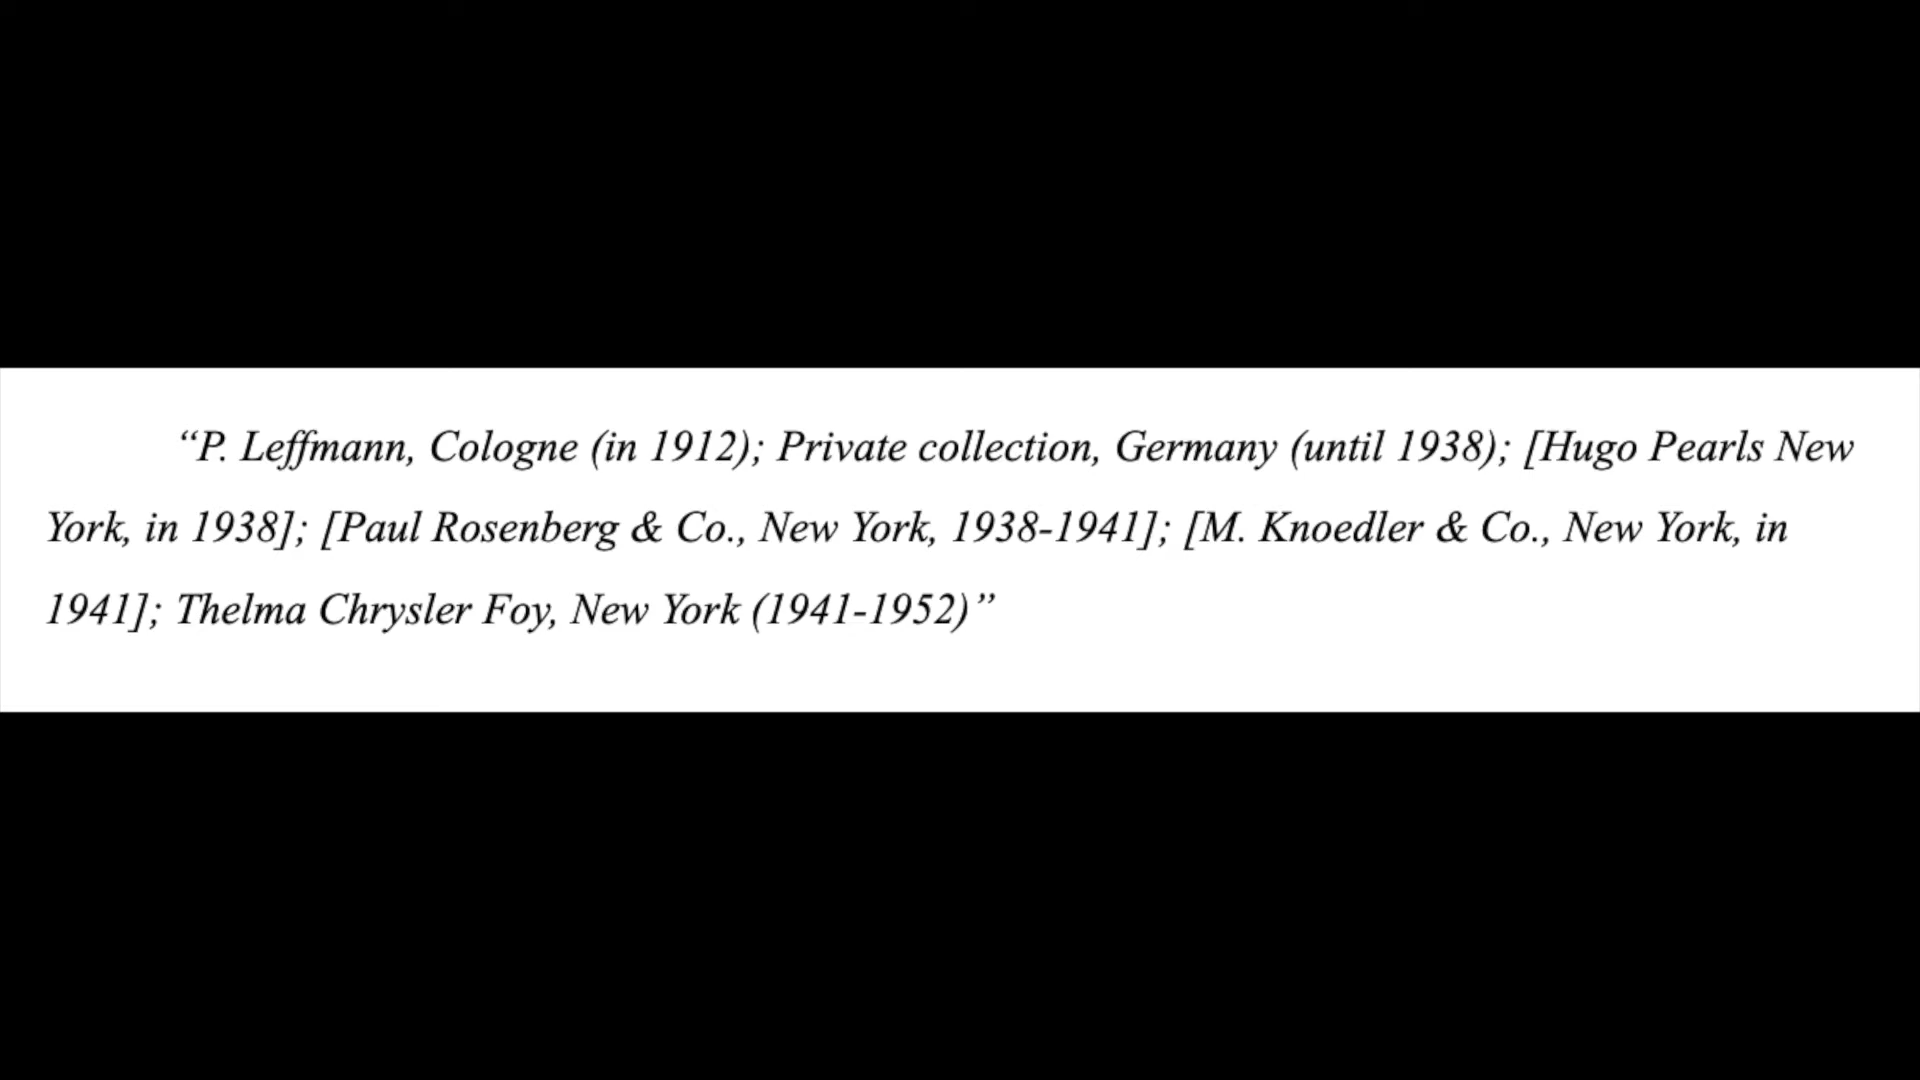 “P. Leffmann, Cologne (in 1912); Private collection, Germany (until 1938); [Hugo Pearls New
York, in 1938]; [Paul Rosenberg & Co., New York, 1938-1941]; [M. Knoedler & Co., New York, in
1941]; Thelma Chrysler Foy, New York (1941-1952)”